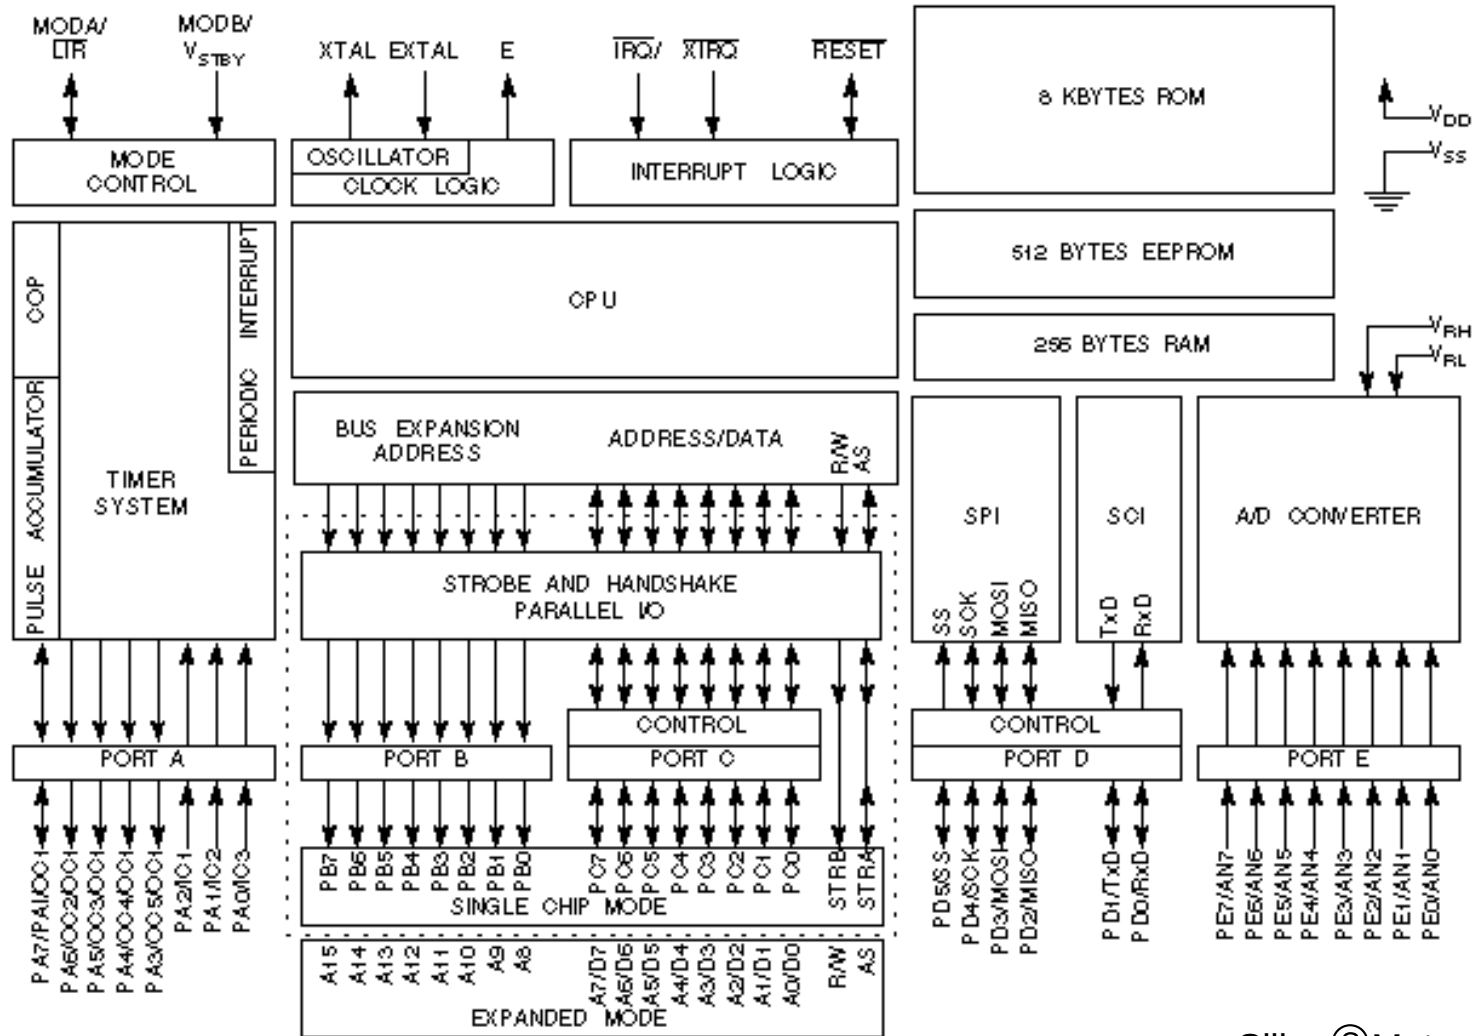 MODA/
LIR
MODB/
VSTBY
XTAL EXTAL E
IRQ/ XIRQ RESET
8 KBYTES ROM
VDD
VSS
MODE
CONTROL
OSCILLATOR
CLOCK LOGIC
INTERRUPT LOGIC
COP
PERIODIC INTERRUPT
CPU
512 BYTES EEPROM
256 BYTES RAM
VRH
VRL
PULSE ACCUMULATOR
TIMER
SYSTEM
BUS EXPANSION
ADDRESS
ADDRESS/DATA
R/W
AS
SPI
SCI
A/D CONVERTER
STROBE AND HANDSHAKE
PARALLEL I/O
SS
SCK
MOSI
MISO
TxD
RxD
CONTROL
CONTROL
PORT A
PORT B
PORT C
PORT D
PORT E
PA7/PAI/OC1
PA6/OC2/OC1
PA5/OC3/OC1
PA4/OC4/OC1
PA3/OC5/OC1
PA2/IC1
PA1/IC2
PA0/IC3
PB7
PB6
PB5
PB4
PB3
PB2
PB1
PB0
PC7
PC6
PC5
PC4
PC3
PC2
PC1
PC0
STRB
STRA
SINGLE CHIP MODE
PD5/SS
PD4/SCK
PD3/MOSI
PD2/MISO
PD1/TxD
PD0/RxD
PE7/AN7
PE6/AN6
PE5/AN5
PE4/AN4
PE3/AN3
PE2/AN2
PE1/AN1
PE0/AN0
A15
A14
A13
A12
A11
A10
A9
A8
A7/D7
A6/D6
A5/D5
A4/D4
A3/D3
A2/D2
A1/D1
A0/D0
R/W
AS
EXPANDED MODE